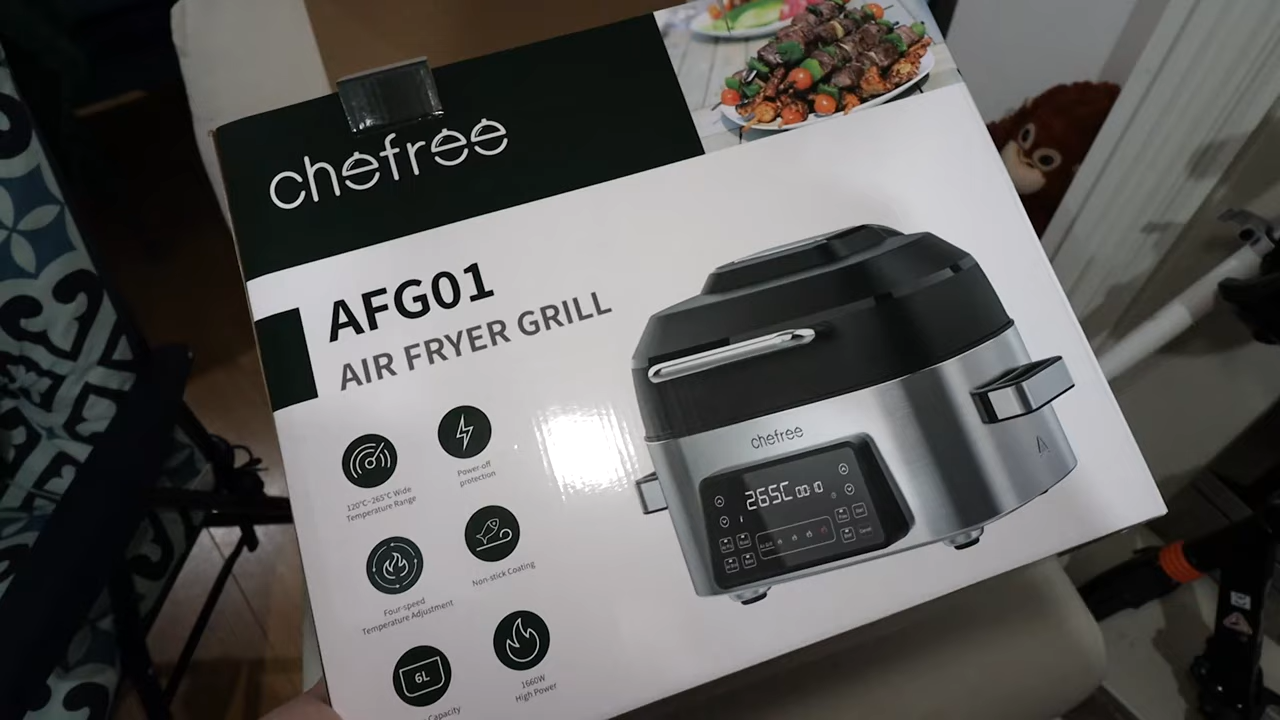 chefree
AFG01
AIR FRYER GRILL
120°C~265°C Wide
Temperature Range
Power-off
protection
Four-speed
Temperature Adjustment
Non-stick Coating
6L
Capacity
1660W
High Power
chefree
265C 00:10